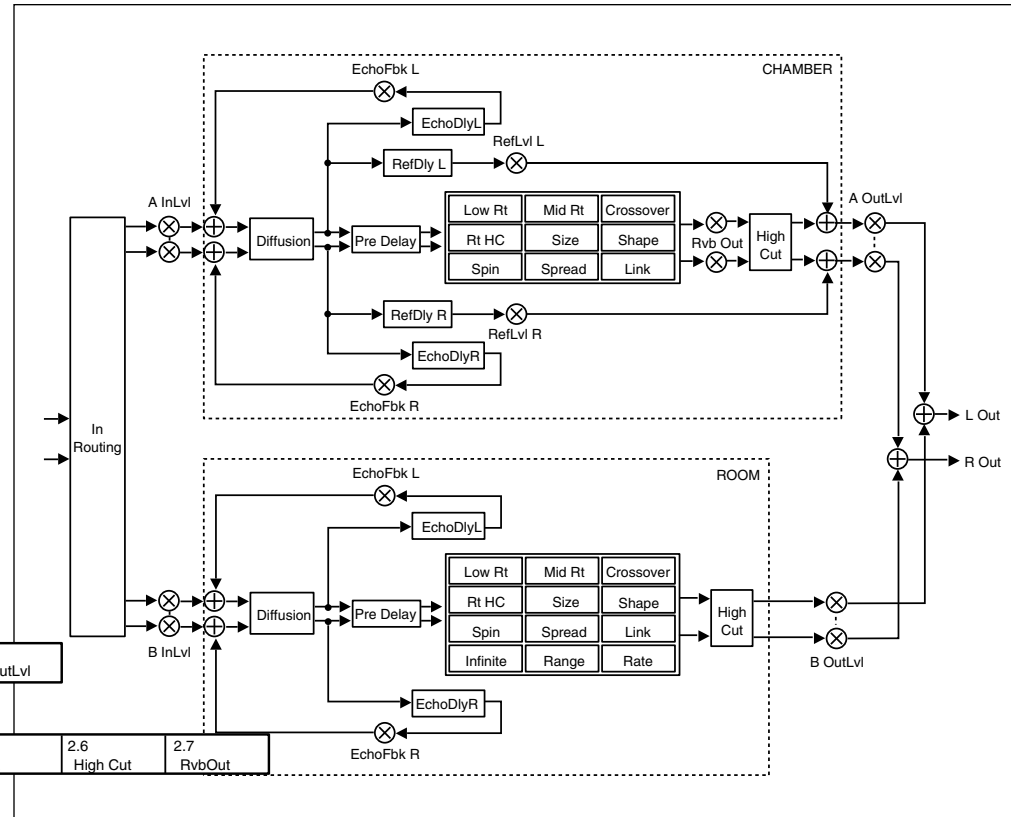 CHAMBER
EchoFbk L
EchoDlyL
RefLvl L
RefDly L
A InLvl
A OutLvl
Low Rt
Mid Rt
Crossover
Diffusion
Pre Delay
Rt HC
Size
Shape
Rvb Out
High
Cut
Spin
Spread
Link
RefDly R
RefLvl R
EchoDlyR
EchoFbk R
In
Routing
L Out
R Out
ROOM
EchoFbk L
EchoDlyL
Low Rt
Mid Rt
Crossover
Diffusion
Pre Delay
Rt HC
Size
Shape
High
Cut
Spin
Spread
Link
B InLvl
B OutLvl
Infinite
Range
Rate
utLvl
EchoDlyR
EchoFbk R
2.6
High Cut
2.7
RvbOut